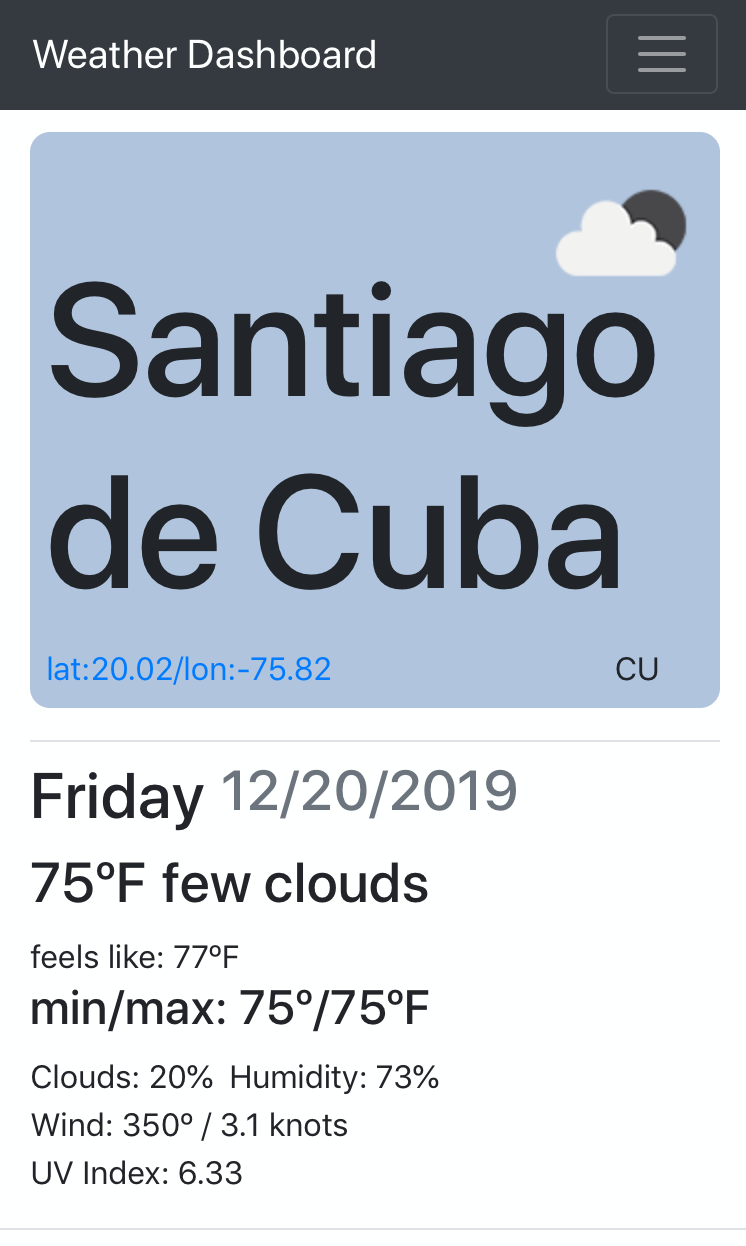 Weather Dashboard
Santiago
de Cuba
lat:20.02/lon:-75.82 CU
Friday 12/20/2019
75ºF few clouds
feels like: 77ºF
min/max: 75º/75ºF
Clouds: 20% Humidity: 73%
Wind: 350º / 3.1 knots
UV Index: 6.33